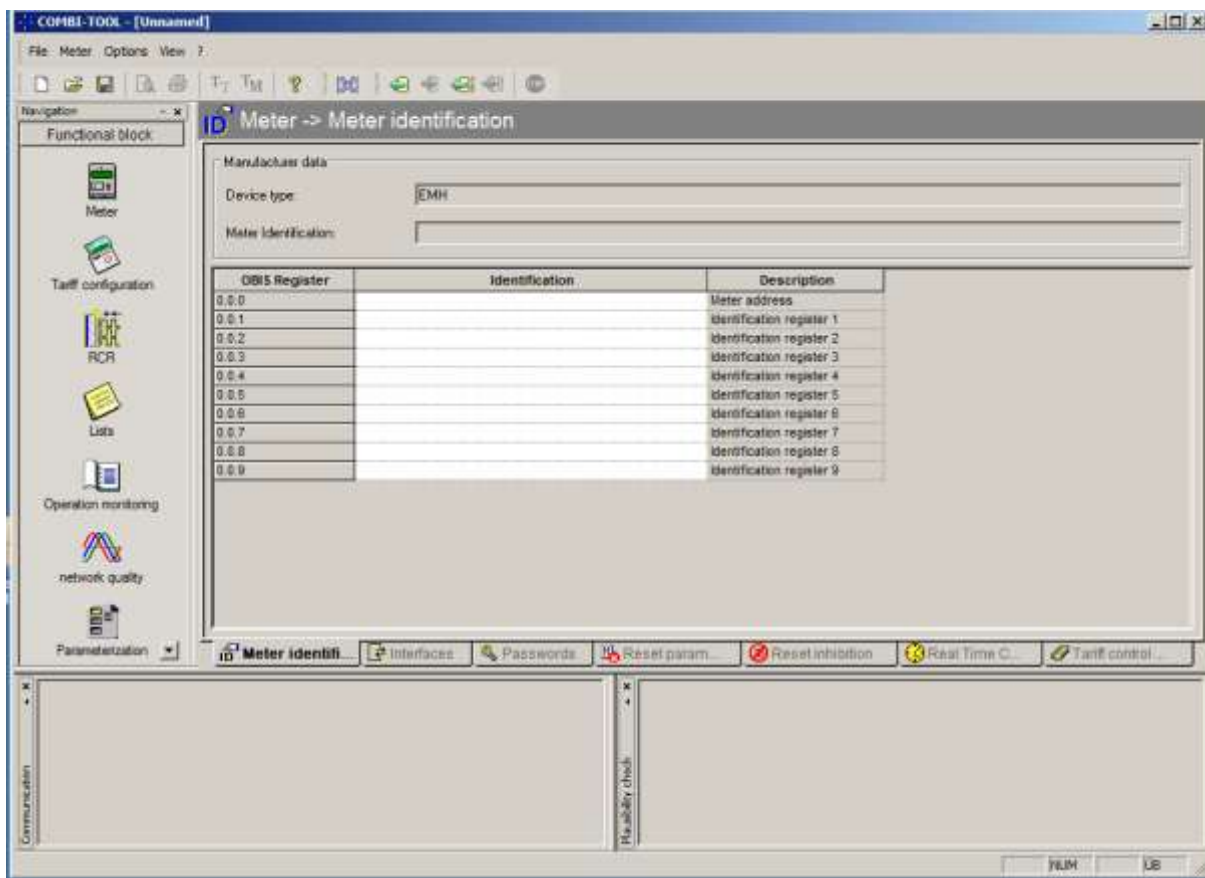 COMBI-TOOL - [Unnamed]
File Meter Options View ?
Navigation
Functional block
Meter
Tariff configuration
RCR
Lists
Operation monitoring
network quality
Parameterization
ID Meter -> Meter identification
Manufacturer data
Device type: EMH
Meter Identification:
OBIS Register Identification Description
0.0.0 Meter address
0.0.1 Identification register 1
0.0.2 Identification register 2
0.0.3 Identification register 3
0.0.4 Identification register 4
0.0.5 Identification register 5
0.0.6 Identification register 6
0.0.7 Identification register 7
0.0.8 Identification register 8
0.0.9 Identification register 9
ID Meter identifi... Interfaces Passwords Reset param... Reset inhibition Real Time C... Tariff control ...
Communication
Plausibility check
NUM ÜB